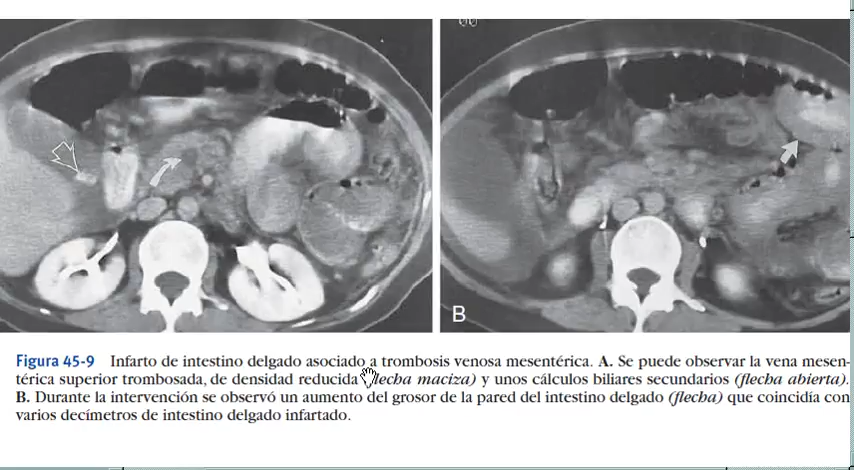 B
Figura 45-9 Infarto de intestino delgado asociado a trombosis venosa mesentérica. A. Se puede observar la vena mesen-
térica superior trombosada, de densidad reducida lecha maciza) y unos cálculos biliares secundarios (flecha abierta).
B. Durante la intervención se observó un aumento del grosor de la pared del intestino delgado (flecha) que coincidía con
varios decímetros de intestino delgado infartado.